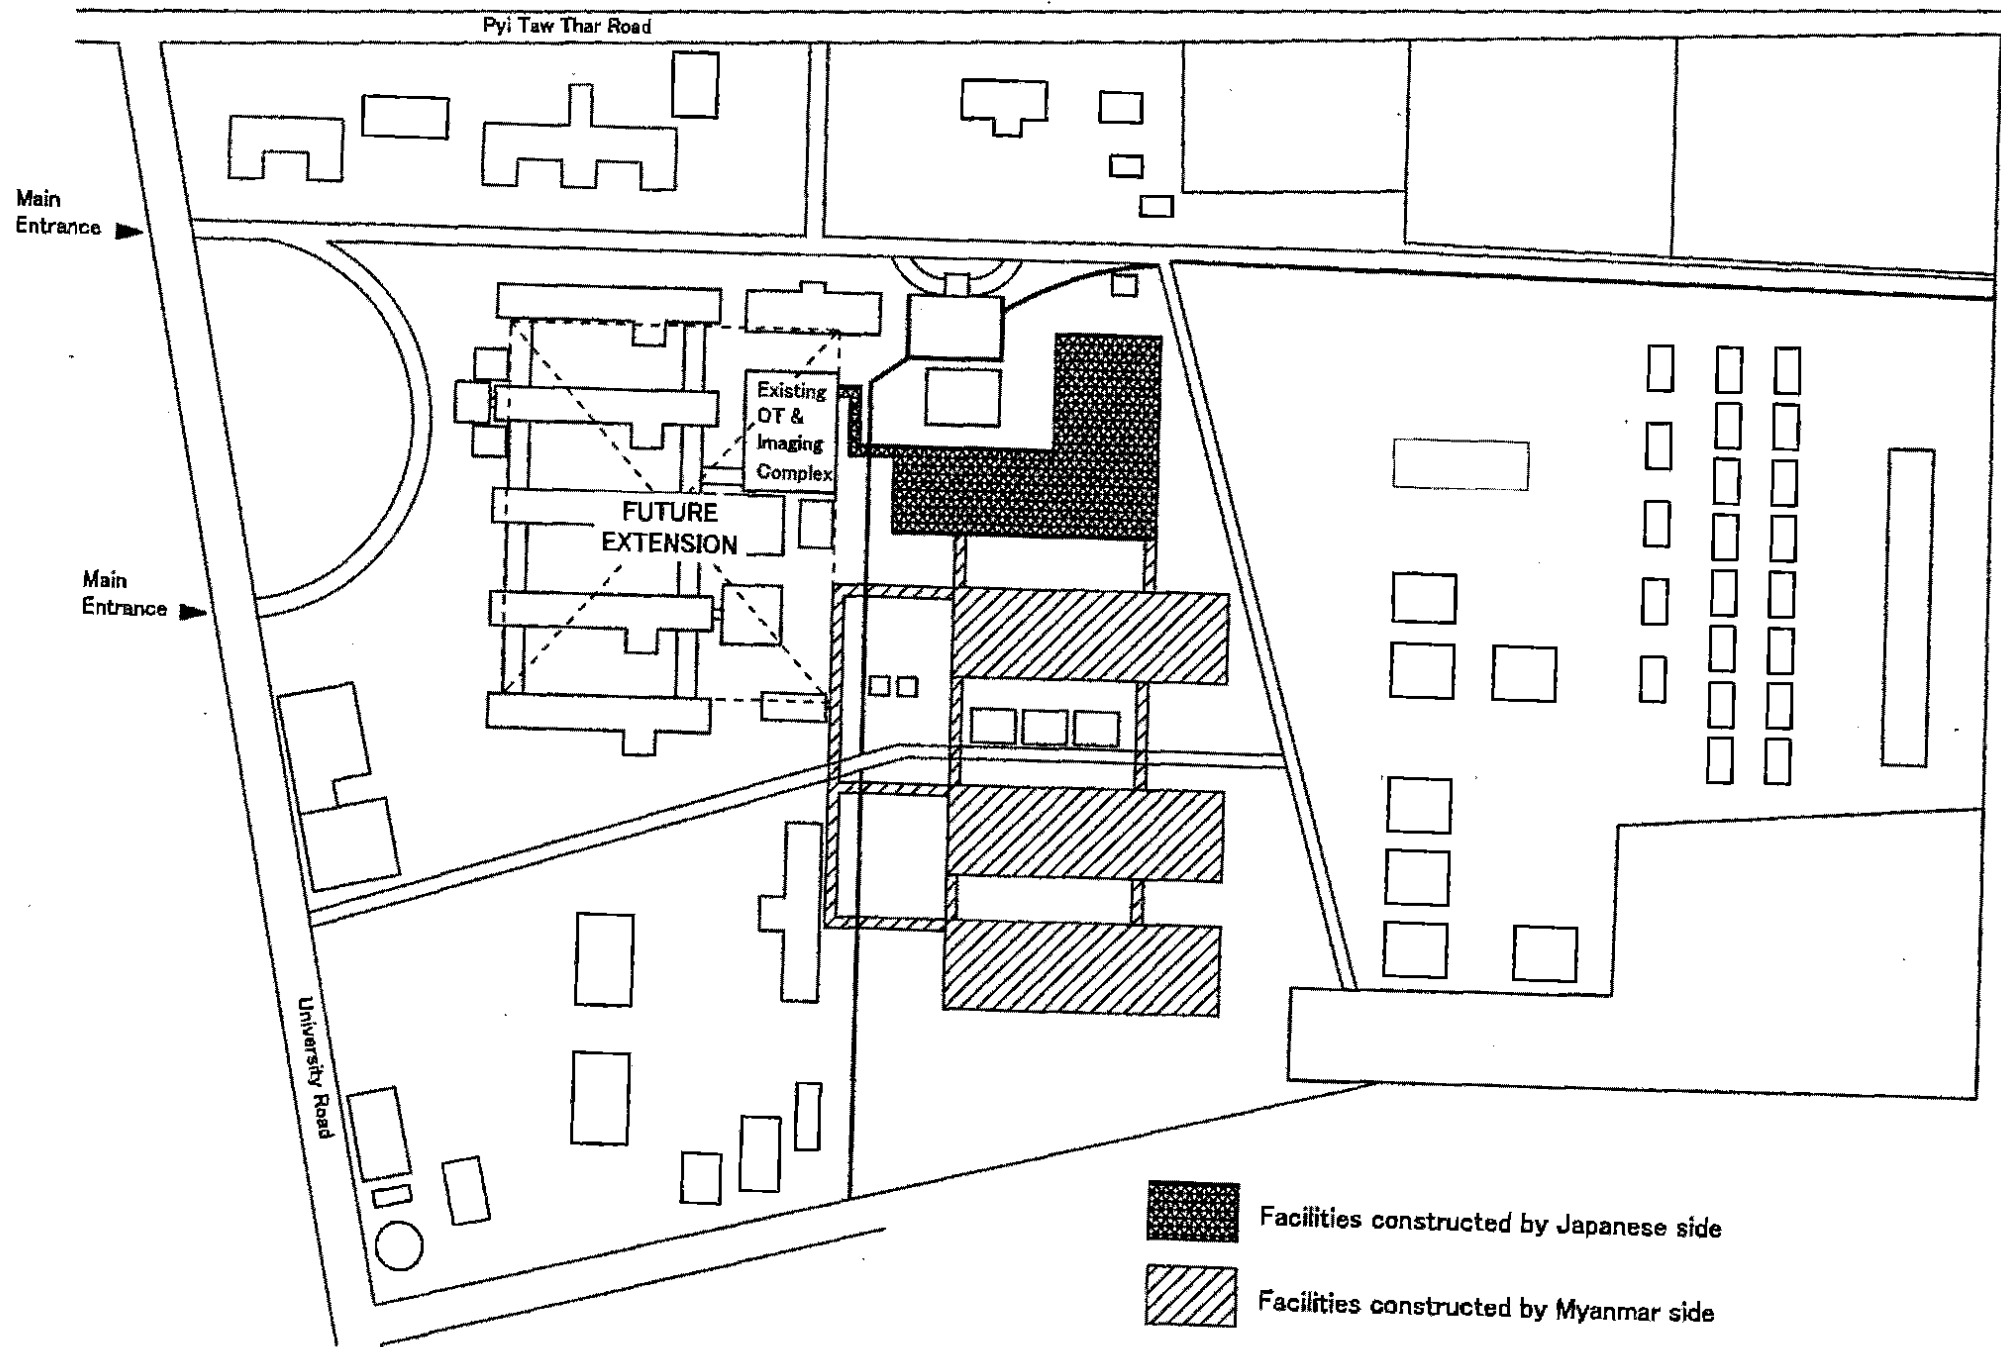 Pyi Taw Thar Road
Main
Entrance
Existing
OT &
Imaging
Complex
FUTURE
EXTENSION
Main
Entrance
University Road
Facilities constructed by Japanese side
Facilities constructed by Myanmar side